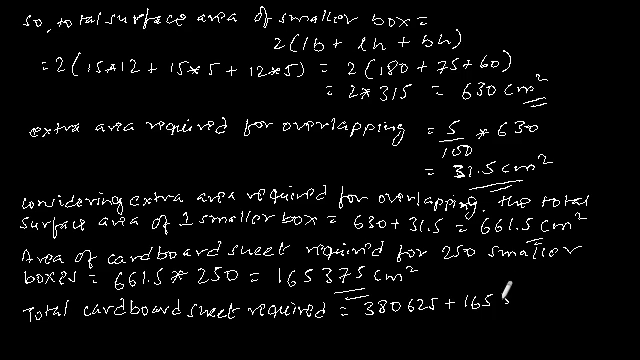 so, total surface area of smaller box =
2(lb + lh + bh)
= 2(15*12 + 15*5 + 12*5) = 2(180 + 75 + 60)
= 2*315 = 630 cm²
extra area required for overlapping = 5/100 * 630
= 31.5 cm²
considering extra area required for overlapping, the total
surface area of 1 smaller box = 630 + 31.5 = 661.5 cm²
Area of cardboard sheet required for 250 smaller
boxes = 661.5 * 250 = 165375 cm²
Total cardboard sheet required = 380625 + 165